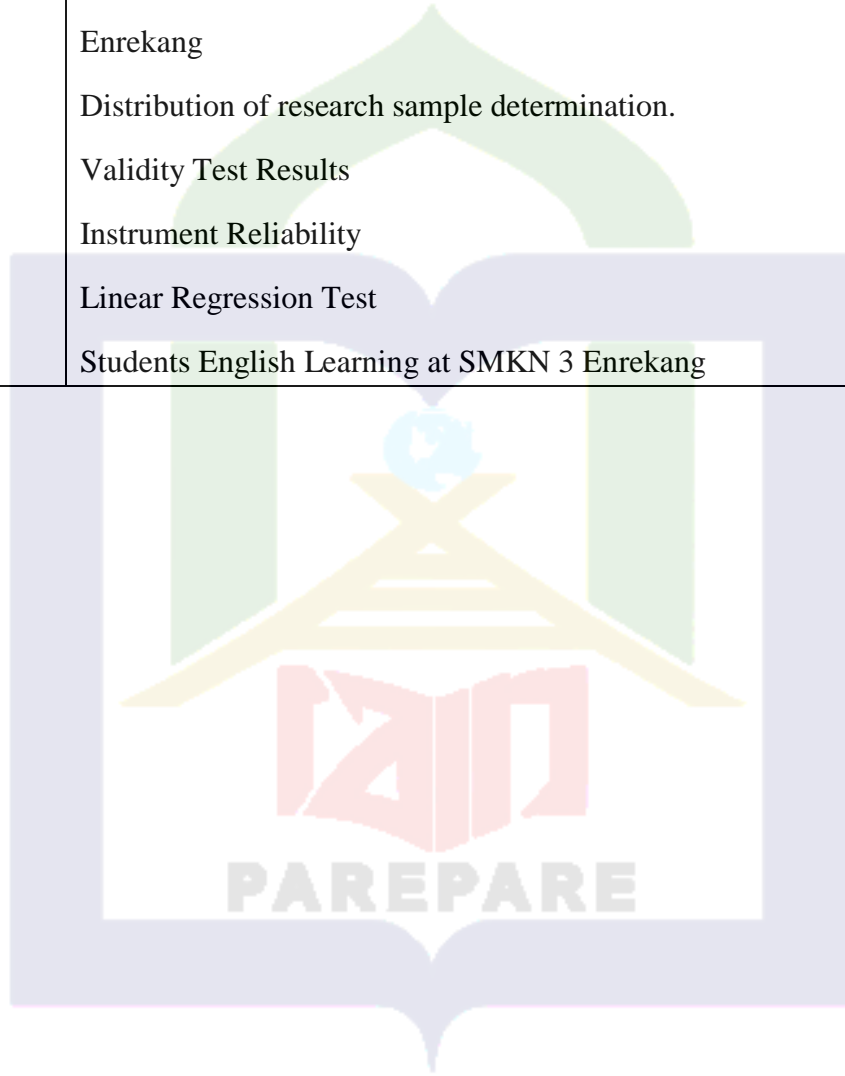 Enrekang
Distribution of research sample determination.
Validity Test Results
Instrument Reliability
Linear Regression Test
Students English Learning at SMKN 3 Enrekang
iain
PAREPARE